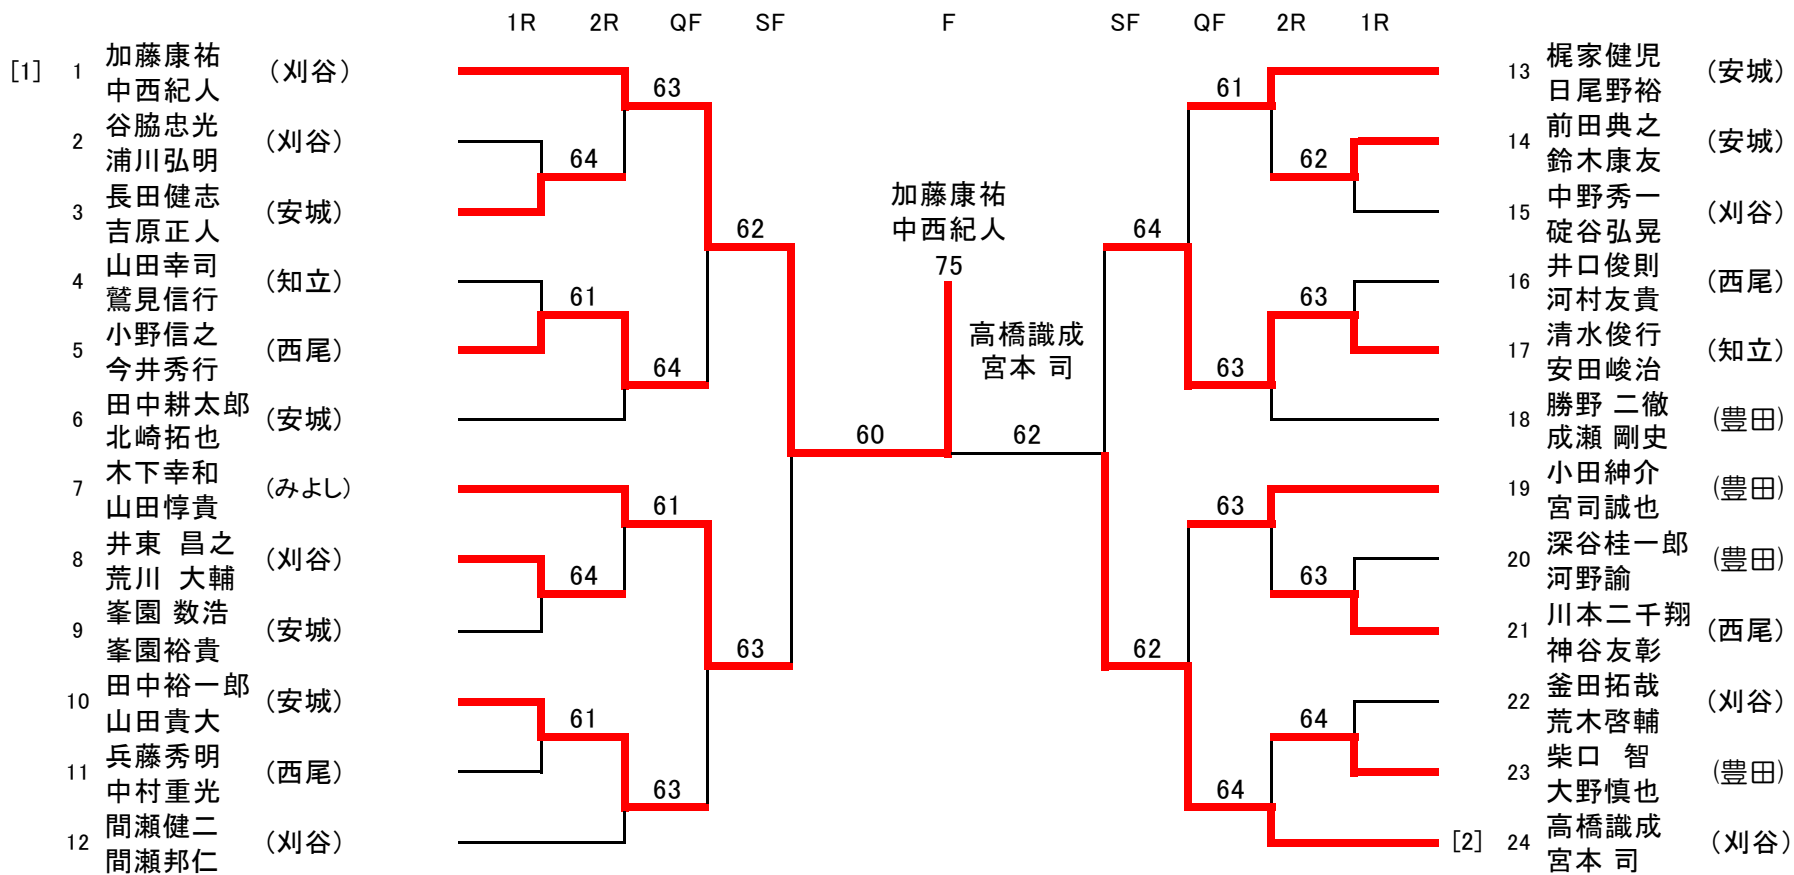 1R 2R QF SF F SF QF 2R 1R
[1] 1 加藤康祐 中西紀人 (刈谷)
2 谷脇忠光 浦川弘明 (刈谷)
3 長田健志 吉原正人 (安城)
4 山田幸司 鷲見信行 (知立)
5 小野信之 今井秀行 (西尾)
6 田中耕太郎 北崎拓也 (安城)
7 木下幸和 山田惇貴 (みよし)
8 井東 昌之 荒川 大輔 (刈谷)
9 峯園 数浩 峯園裕貴 (安城)
10 田中裕一郎 山田貴大 (安城)
11 兵藤秀明 中村重光 (西尾)
12 間瀬健二 間瀬邦仁 (刈谷)
64
61
64
61
63
64
61
63
62
63
60
加藤康祐
中西紀人
75
高橋識成
宮本 司
62
64
62
61
63
63
64
62
63
63
64
13 梶家健児 日尾野裕 (安城)
14 前田典之 鈴木康友 (安城)
15 中野秀一 碇谷弘晃 (刈谷)
16 井口俊則 河村友貴 (西尾)
17 清水俊行 安田峻治 (知立)
18 勝野 二徹 成瀬 剛史 (豊田)
19 小田紳介 宮司誠也 (豊田)
20 深谷桂一郎 河野諭 (豊田)
21 川本二千翔 神谷友彰 (西尾)
22 釜田拓哉 荒木啓輔 (刈谷)
23 柴口 智 大野慎也 (豊田)
[2] 24 高橋識成 宮本 司 (刈谷)